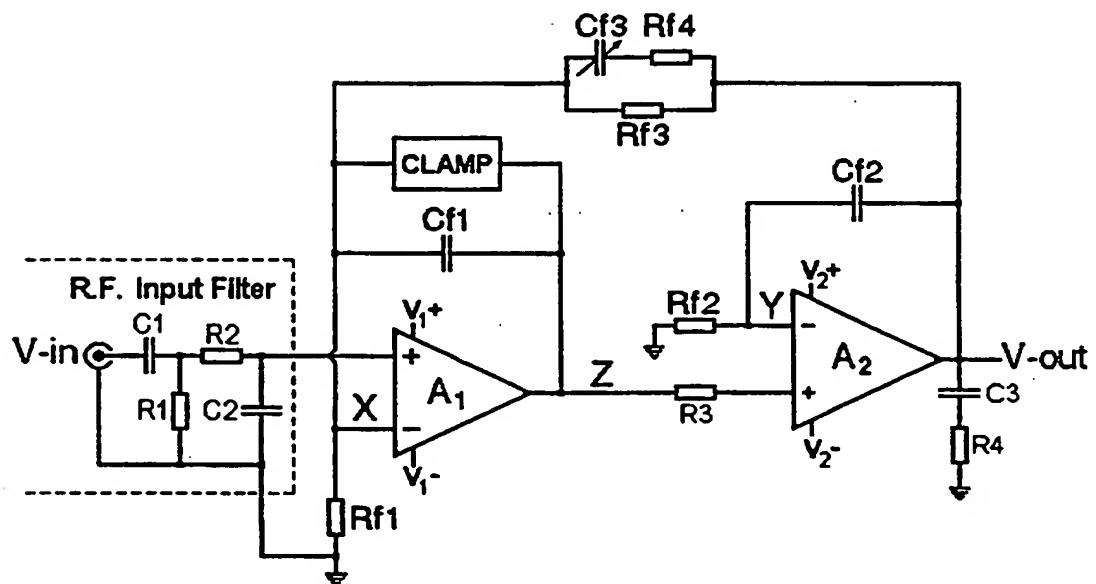 Cf3 Rf4
Rf3
CLAMP
Cf2
Cf1
R.F. Input Filter
V₁+
V₂+
C1
R2
Rf2
Y
V-in
+
−
A₁
A₂
V-out
Z
R1
C2
X
−
R3
+
C3
V₁-
V₂-
R4
Rf1